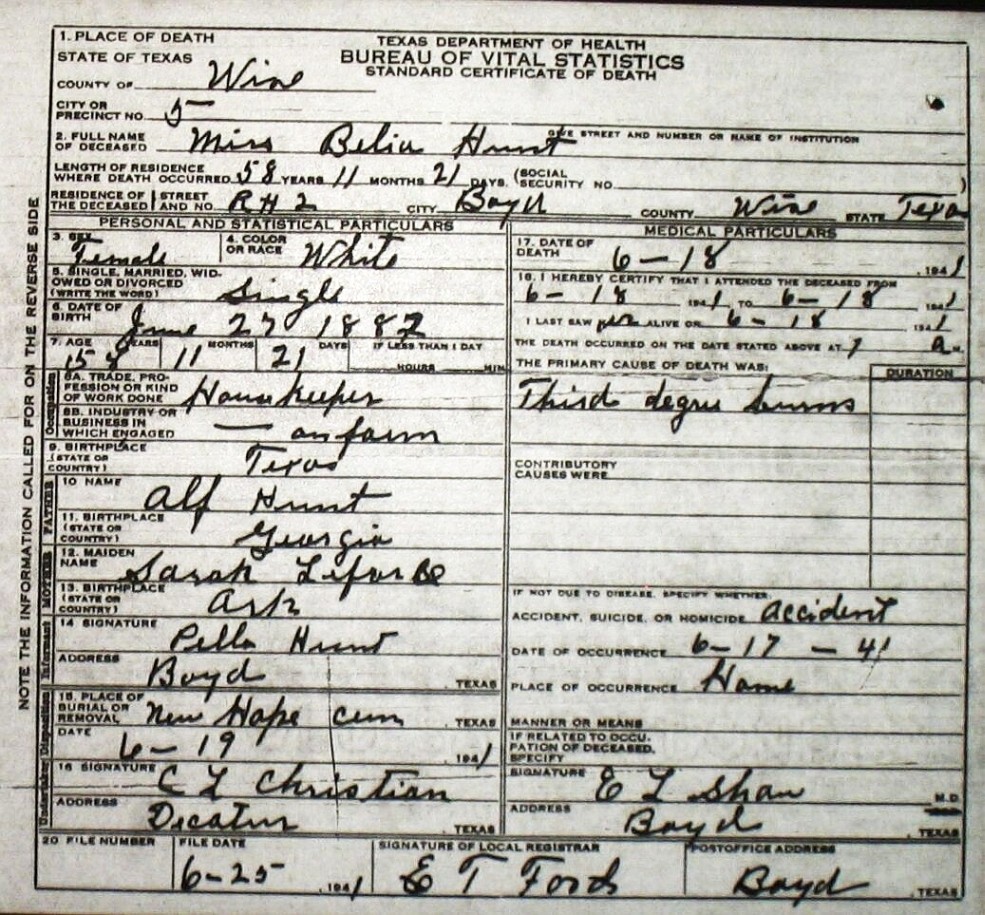 TEXAS DEPARTMENT OF HEALTH
BUREAU OF VITAL STATISTICS
STANDARD CERTIFICATE OF DEATH
1. PLACE OF DEATH
STATE OF TEXAS
COUNTY OF Wise
CITY OR
PRECINCT NO. 5
GIVE STREET AND NUMBER OR NAME OF INSTITUTION
2. FULL NAME
OF DECEASED Miss Belia Hunt
LENGTH OF RESIDENCE
WHERE DEATH OCCURRED 58 YEARS 11 MONTHS 21 DAYS. (SOCIAL
SECURITY NO. )
RESIDENCE OF STREET
THE DECEASED AND NO. R#2 CITY Boyd COUNTY Wise STATE Texas
PERSONAL AND STATISTICAL PARTICULARS
3. SEX Female
4. COLOR
OR RACE White
5. SINGLE, MARRIED, WID-
OWED OR DIVORCED
(WRITE THE WORD) Single
6. DATE OF
BIRTH June 27 1882
7. AGE 58 YEARS 11 MONTHS 21 DAYS IF LESS THAN 1 DAY
HOURS MIN.
Occupation
8A. TRADE, PRO-
FESSION OR KIND
OF WORK DONE Housekeeper
8B. INDUSTRY OR
BUSINESS IN
WHICH ENGAGED — on farm
9. BIRTHPLACE
(STATE OR
COUNTRY) Texas
FATHER
10 NAME Alf Hunt
11. BIRTHPLACE
(STATE OR
COUNTRY) Georgia
MOTHER
12. MAIDEN
NAME Sarah
13. BIRTHPLACE
(STATE OR
COUNTRY) Ark
Informant
14 SIGNATURE Pella Hunt
ADDRESS Boyd , TEXAS
Disposition
15. PLACE OF
BURIAL OR
REMOVAL New Hope cem TEXAS
DATE 6-19 , 1941
Undertaker
16 SIGNATURE C L Christian
ADDRESS Decatur , TEXAS
MEDICAL PARTICULARS
17. DATE OF
DEATH 6-18 , 1941
18. I HEREBY CERTIFY THAT I ATTENDED THE DECEASED FROM
6-18 1941 TO 6-18 1941
I LAST SAW her ALIVE ON 6-18 1941
THE DEATH OCCURRED ON THE DATE STATED ABOVE AT 7 a M.
THE PRIMARY CAUSE OF DEATH WAS: DURATION
Third degree burns
CONTRIBUTORY
CAUSES WERE
IF NOT DUE TO DISEASE, SPECIFY WHETHER:
ACCIDENT, SUICIDE, OR HOMICIDE accident
DATE OF OCCURRENCE 6-17-41
PLACE OF OCCURRENCE Home
MANNER OR MEANS
IF RELATED TO OCCU-
PATION OF DECEASED,
SPECIFY
SIGNATURE E L Shaw M.D.
ADDRESS Boyd , TEXAS
20 FILE NUMBER
FILE DATE
6-25 , 1941
SIGNATURE OF LOCAL REGISTRAR
E T Ford
POSTOFFICE ADDRESS
Boyd , TEXAS
NOTE THE INFORMATION CALLED FOR ON THE REVERSE SIDE